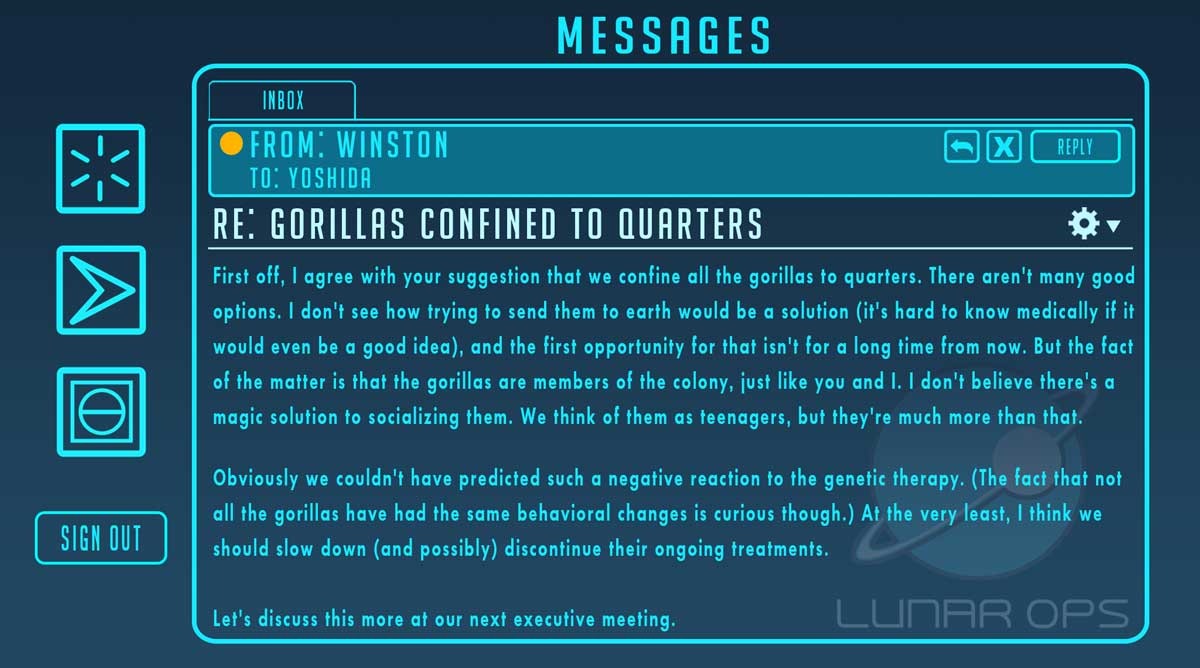 MESSAGES
INBOX
FROM: WINSTON
REPLY
TO: YOSHIDA
RE: GORILLAS CONFINED TO QUARTERS
First off, I agree with your suggestion that we confine all the gorillas to quarters. There aren't many good
options. I don't see how trying to send them to earth would be a solution (it's hard to know medically if it
would even be a good idea), and the first opportunity for that isn't for a long time from now. But the fact
of the matter is that the gorillas are members of the colony, just like you and I. I don't believe there's a
magic solution to socializing them. We think of them as teenagers, but they're much more than that.
Obviously we couldn't have predicted such a negative reaction to the genetic therapy. (The fact that not
all the gorillas have had the same behavioral changes is curious though.) At the very least, I think we
should slow down (and possibly) discontinue their ongoing treatments.
Let's discuss this more at our next executive meeting.
SIGN OUT
LUNAR OPS